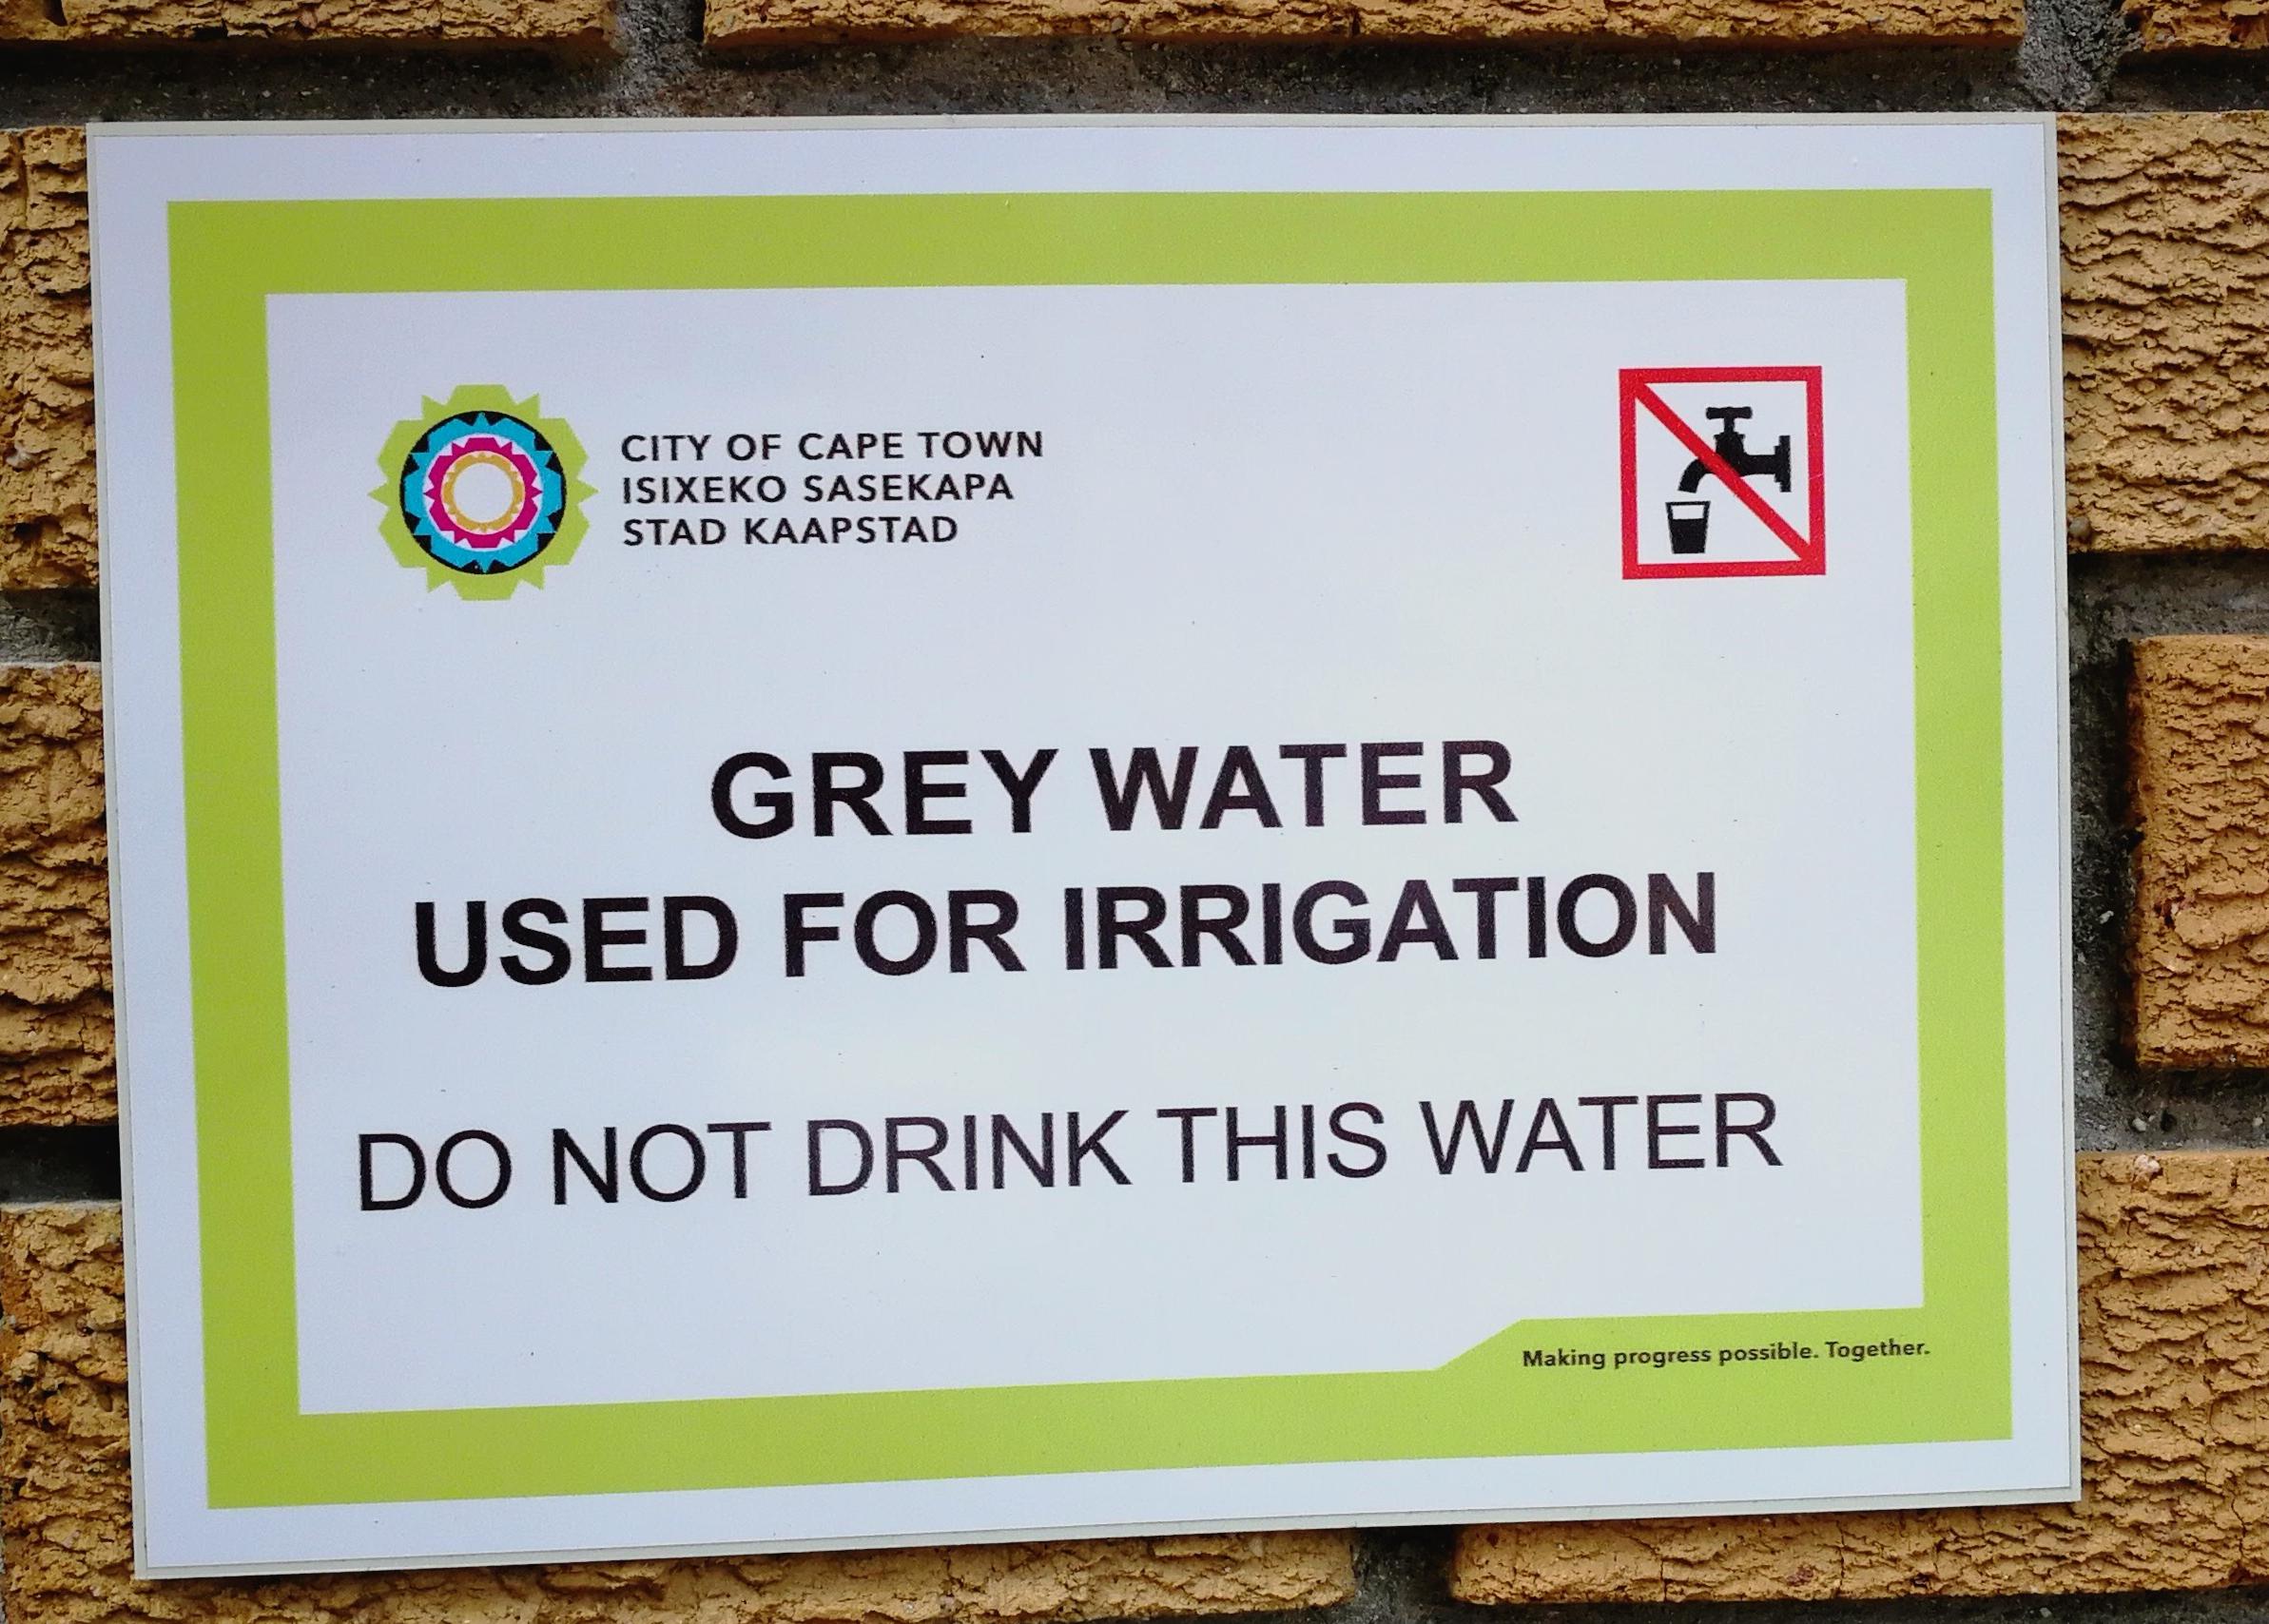 CITY OF CAPE TOWN
ISIXEKO SASEKAPA
STAD KAAPSTAD
GREY WATER
USED FOR IRRIGATION
DO NOT DRINK THIS WATER
Making progress possible. Together.